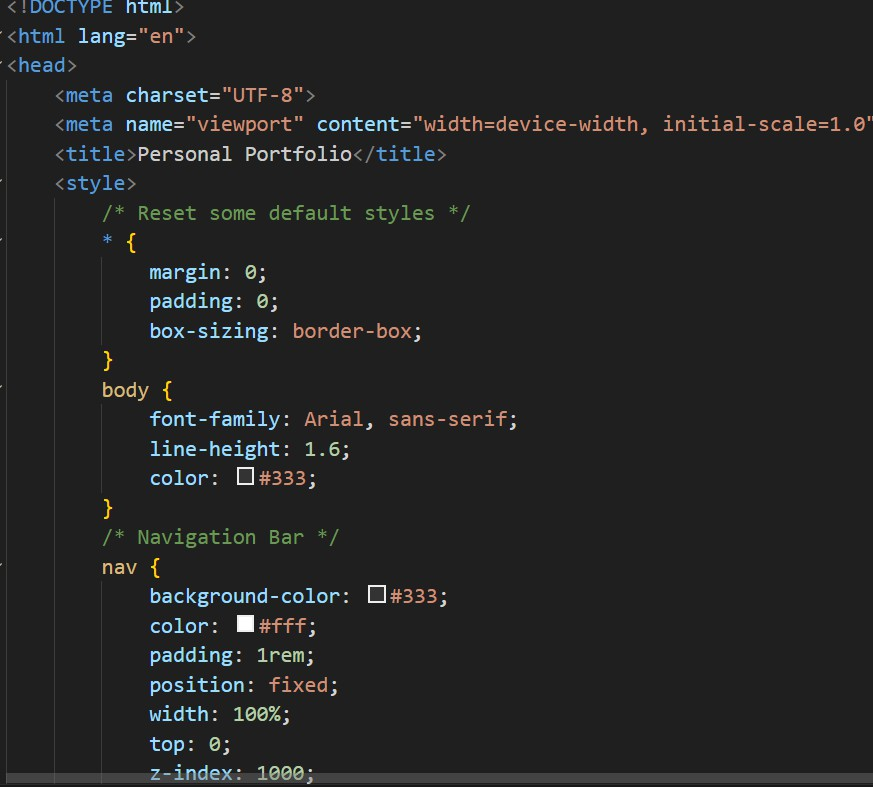 <!DOCTYPE html>
<html lang="en">
<head>
    <meta charset="UTF-8">
    <meta name="viewport" content="width=device-width, initial-scale=1.0"
    <title>Personal Portfolio</title>
    <style>
        /* Reset some default styles */
        * {
            margin: 0;
            padding: 0;
            box-sizing: border-box;
        }
        body {
            font-family: Arial, sans-serif;
            line-height: 1.6;
            color: #333;
        }
        /* Navigation Bar */
        nav {
            background-color: #333;
            color: #fff;
            padding: 1rem;
            position: fixed;
            width: 100%;
            top: 0;
            z-index: 1000;